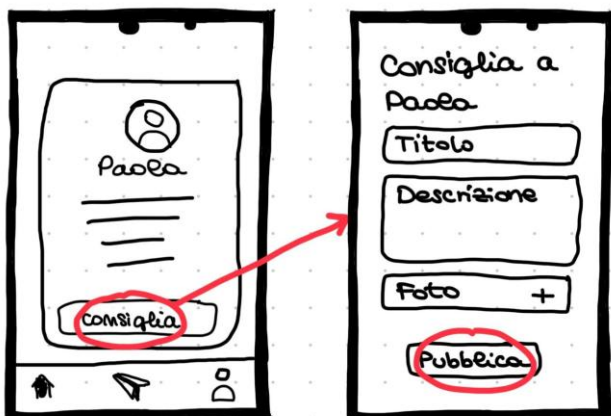 Paola
consiglia
Consiglia a
Paola
Titolo
Descrizione
Foto +
Pubblica